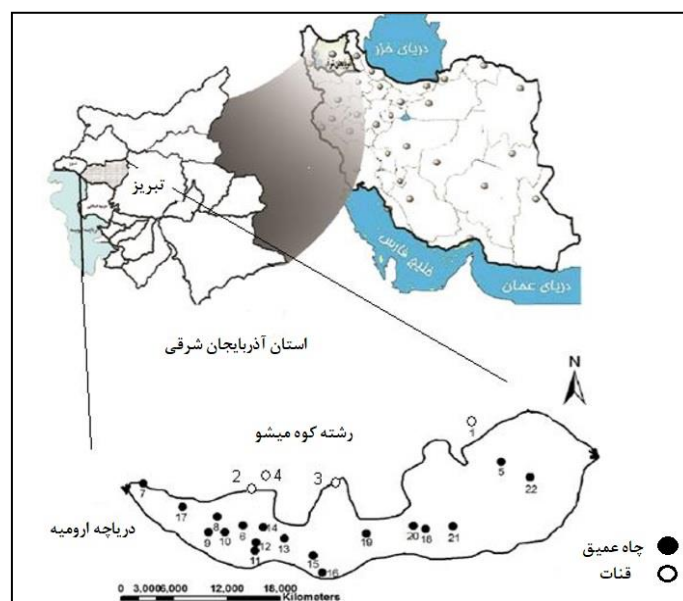 دریای خزر
تبریز
خلیج فارس
دریای عمان
استان آذربایجان شرقی
N
رشته کوه میشو
1
5
22
2
4
3
7
17
8
6
14
9
10
12
11
13
15
16
19
20
18
21
دریاچه ارومیه
چاه عمیق
قنات
0 3,000 6,000 12,000 18,000
Kilometers